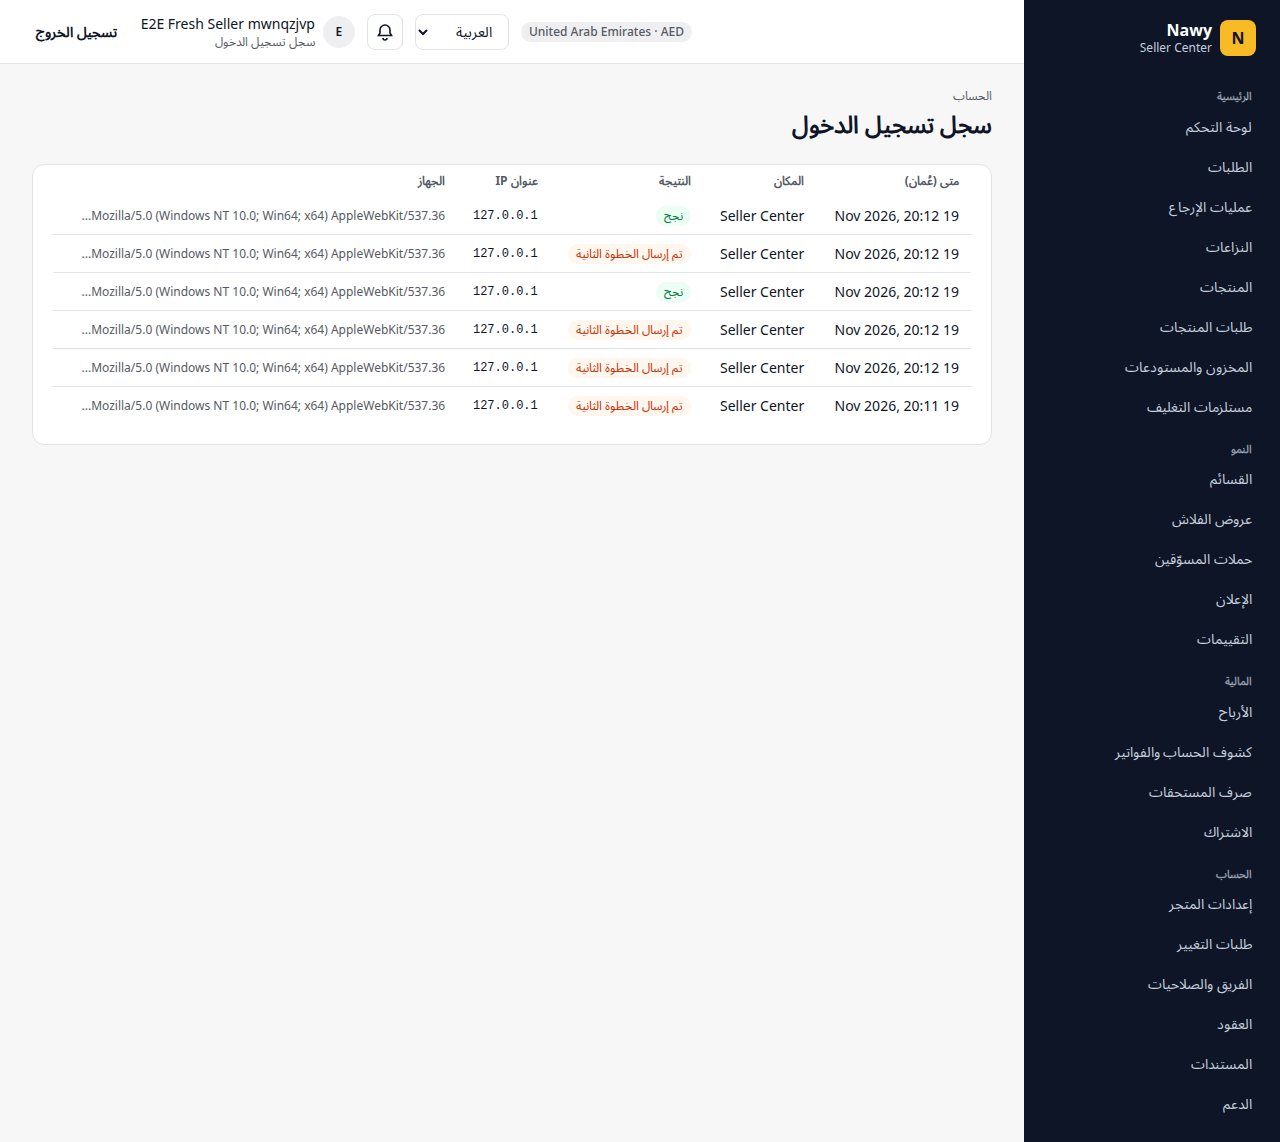 Nawy
Seller Center
N
الرئيسية
لوحة التحكم
الطلبات
عمليات الإرجاع
النزاعات
المنتجات
طلبات المنتجات
المخزون والمستودعات
مستلزمات التغليف
النمو
القسائم
عروض الفلاش
حملات المسوّقين
الإعلان
التقييمات
المالية
الأرباح
كشوف الحساب والفواتير
صرف المستحقات
الاشتراك
الحساب
إعدادات المتجر
طلبات التغيير
الفريق والصلاحيات
العقود
المستندات
الدعم
United Arab Emirates · AED
العربية
E
E2E Fresh Seller mwnqzjvp
سجل تسجيل الدخول
تسجيل الخروج
الحساب
سجل تسجيل الدخول
متى (عُمان) المكان النتيجة عنوان IP الجهاز
19 Nov 2026, 20:12 Seller Center نجح 127.0.0.1 Mozilla/5.0 (Windows NT 10.0; Win64; x64) AppleWebKit/537.36...
19 Nov 2026, 20:12 Seller Center تم إرسال الخطوة الثانية 127.0.0.1 Mozilla/5.0 (Windows NT 10.0; Win64; x64) AppleWebKit/537.36...
19 Nov 2026, 20:12 Seller Center نجح 127.0.0.1 Mozilla/5.0 (Windows NT 10.0; Win64; x64) AppleWebKit/537.36...
19 Nov 2026, 20:12 Seller Center تم إرسال الخطوة الثانية 127.0.0.1 Mozilla/5.0 (Windows NT 10.0; Win64; x64) AppleWebKit/537.36...
19 Nov 2026, 20:12 Seller Center تم إرسال الخطوة الثانية 127.0.0.1 Mozilla/5.0 (Windows NT 10.0; Win64; x64) AppleWebKit/537.36...
19 Nov 2026, 20:11 Seller Center تم إرسال الخطوة الثانية 127.0.0.1 Mozilla/5.0 (Windows NT 10.0; Win64; x64) AppleWebKit/537.36...